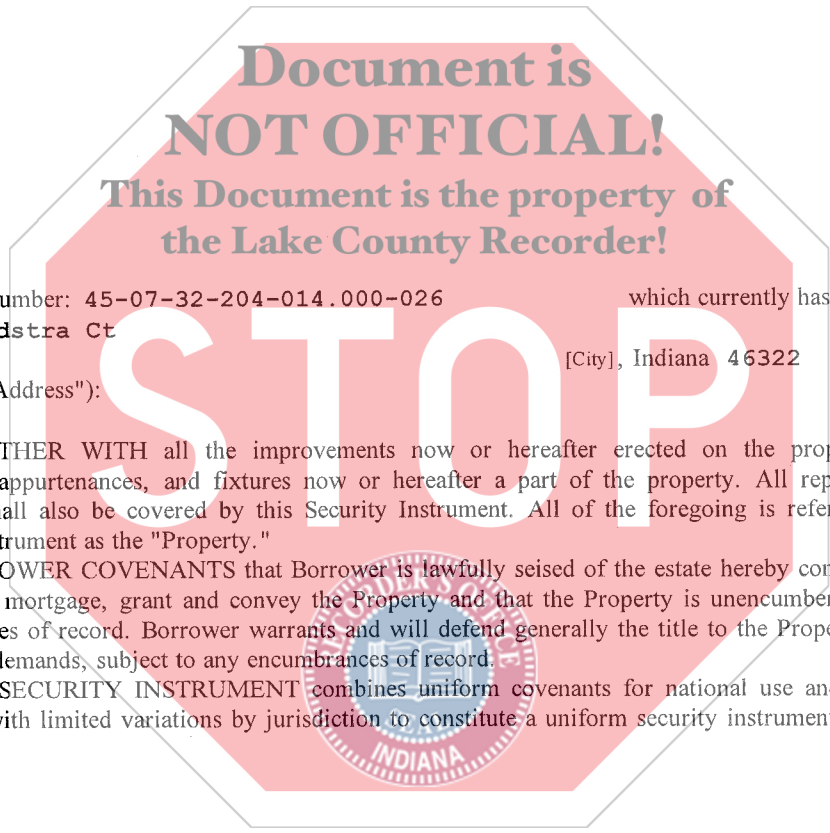 Document is
NOT OFFICIAL!
This Document is the property of
the Lake County Recorder!
umber: 45-07-32-204-014.000-026 which currently has
dstra Ct
[City], Indiana 46322
Address"):
STOP
THER WITH all the improvements now or hereafter erected on the prop
appurtenances, and fixtures now or hereafter a part of the property. All rep
all also be covered by this Security Instrument. All of the foregoing is refer
trument as the "Property."
OWER COVENANTS that Borrower is lawfully seised of the estate hereby con
mortgage, grant and convey the Property and that the Property is unencumber
es of record. Borrower warrants and will defend generally the title to the Prope
demands, subject to any encumbrances of record.
SECURITY INSTRUMENT combines uniform covenants for national use an
with limited variations by jurisdiction to constitute a uniform security instrument
RECORDER'S OFFICE
SEAL
INDIANA